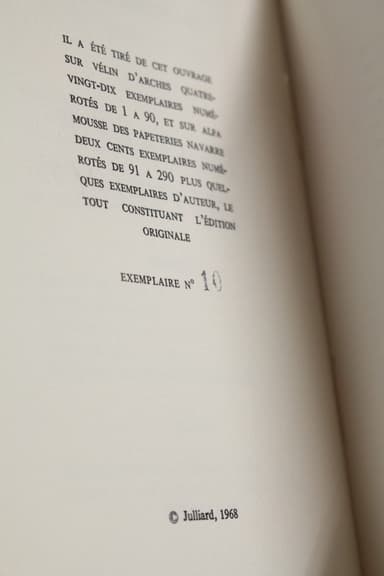 IL A ÉTÉ TIRÉ DE CET OUVRAGE
SUR VÉLIN D'ARCHES QUATRE-
VINGT-DIX EXEMPLAIRES NUMÉ-
ROTÉS DE 1 A 90, ET SUR ALFA
MOUSSE DES PAPETERIES NAVARRE
DEUX CENTS EXEMPLAIRES NUMÉ-
ROTÉS DE 91 A 290 PLUS QUEL-
QUES EXEMPLAIRES D'AUTEUR, LE
TOUT CONSTITUANT L'ÉDITION
ORIGINALE
EXEMPLAIRE N° 10
© Julliard, 1968